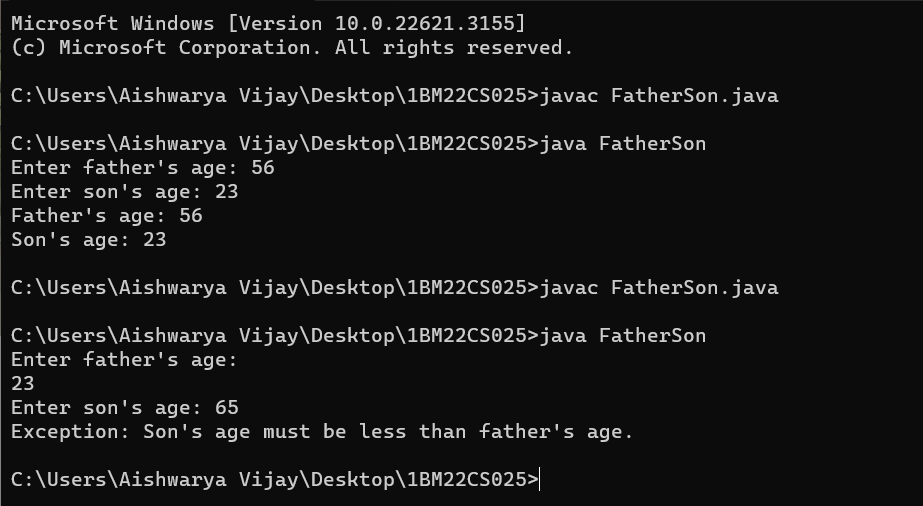 Microsoft Windows [Version 10.0.22621.3155]
(c) Microsoft Corporation. All rights reserved.
C:\Users\Aishwarya Vijay\Desktop\1BM22CS025>javac FatherSon.java
C:\Users\Aishwarya Vijay\Desktop\1BM22CS025>java FatherSon
Enter father's age: 56
Enter son's age: 23
Father's age: 56
Son's age: 23
C:\Users\Aishwarya Vijay\Desktop\1BM22CS025>javac FatherSon.java
C:\Users\Aishwarya Vijay\Desktop\1BM22CS025>java FatherSon
Enter father's age:
23
Enter son's age: 65
Exception: Son's age must be less than father's age.
C:\Users\Aishwarya Vijay\Desktop\1BM22CS025>